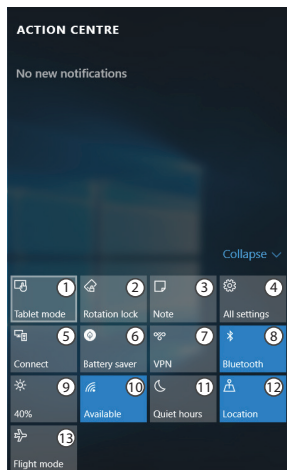 ACTION CENTRE
No new notifications
Collapse
1 2 3 4
Tablet mode Rotation lock Note All settings
5 6 7 8
Connect Battery saver VPN Bluetooth
9 10 11 12
40% Available Quiet hours Location
13
Flight mode